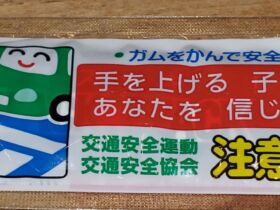 ・ガムをかんで安全
手を上げる 子
あなたを 信じ
交通安全運動
交通安全協会
注意